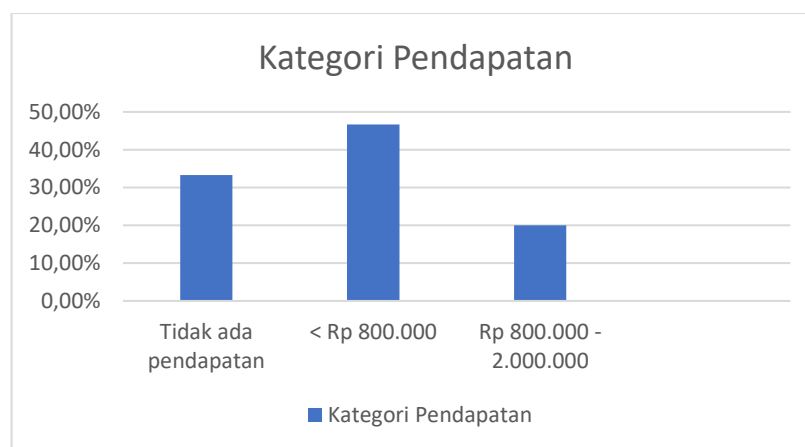 Kategori Pendapatan
50,00%
40,00%
30,00%
20,00%
10,00%
0,00%
Tidak ada
pendapatan
< Rp 800.000
Rp 800.000 -
2.000.000
Kategori Pendapatan